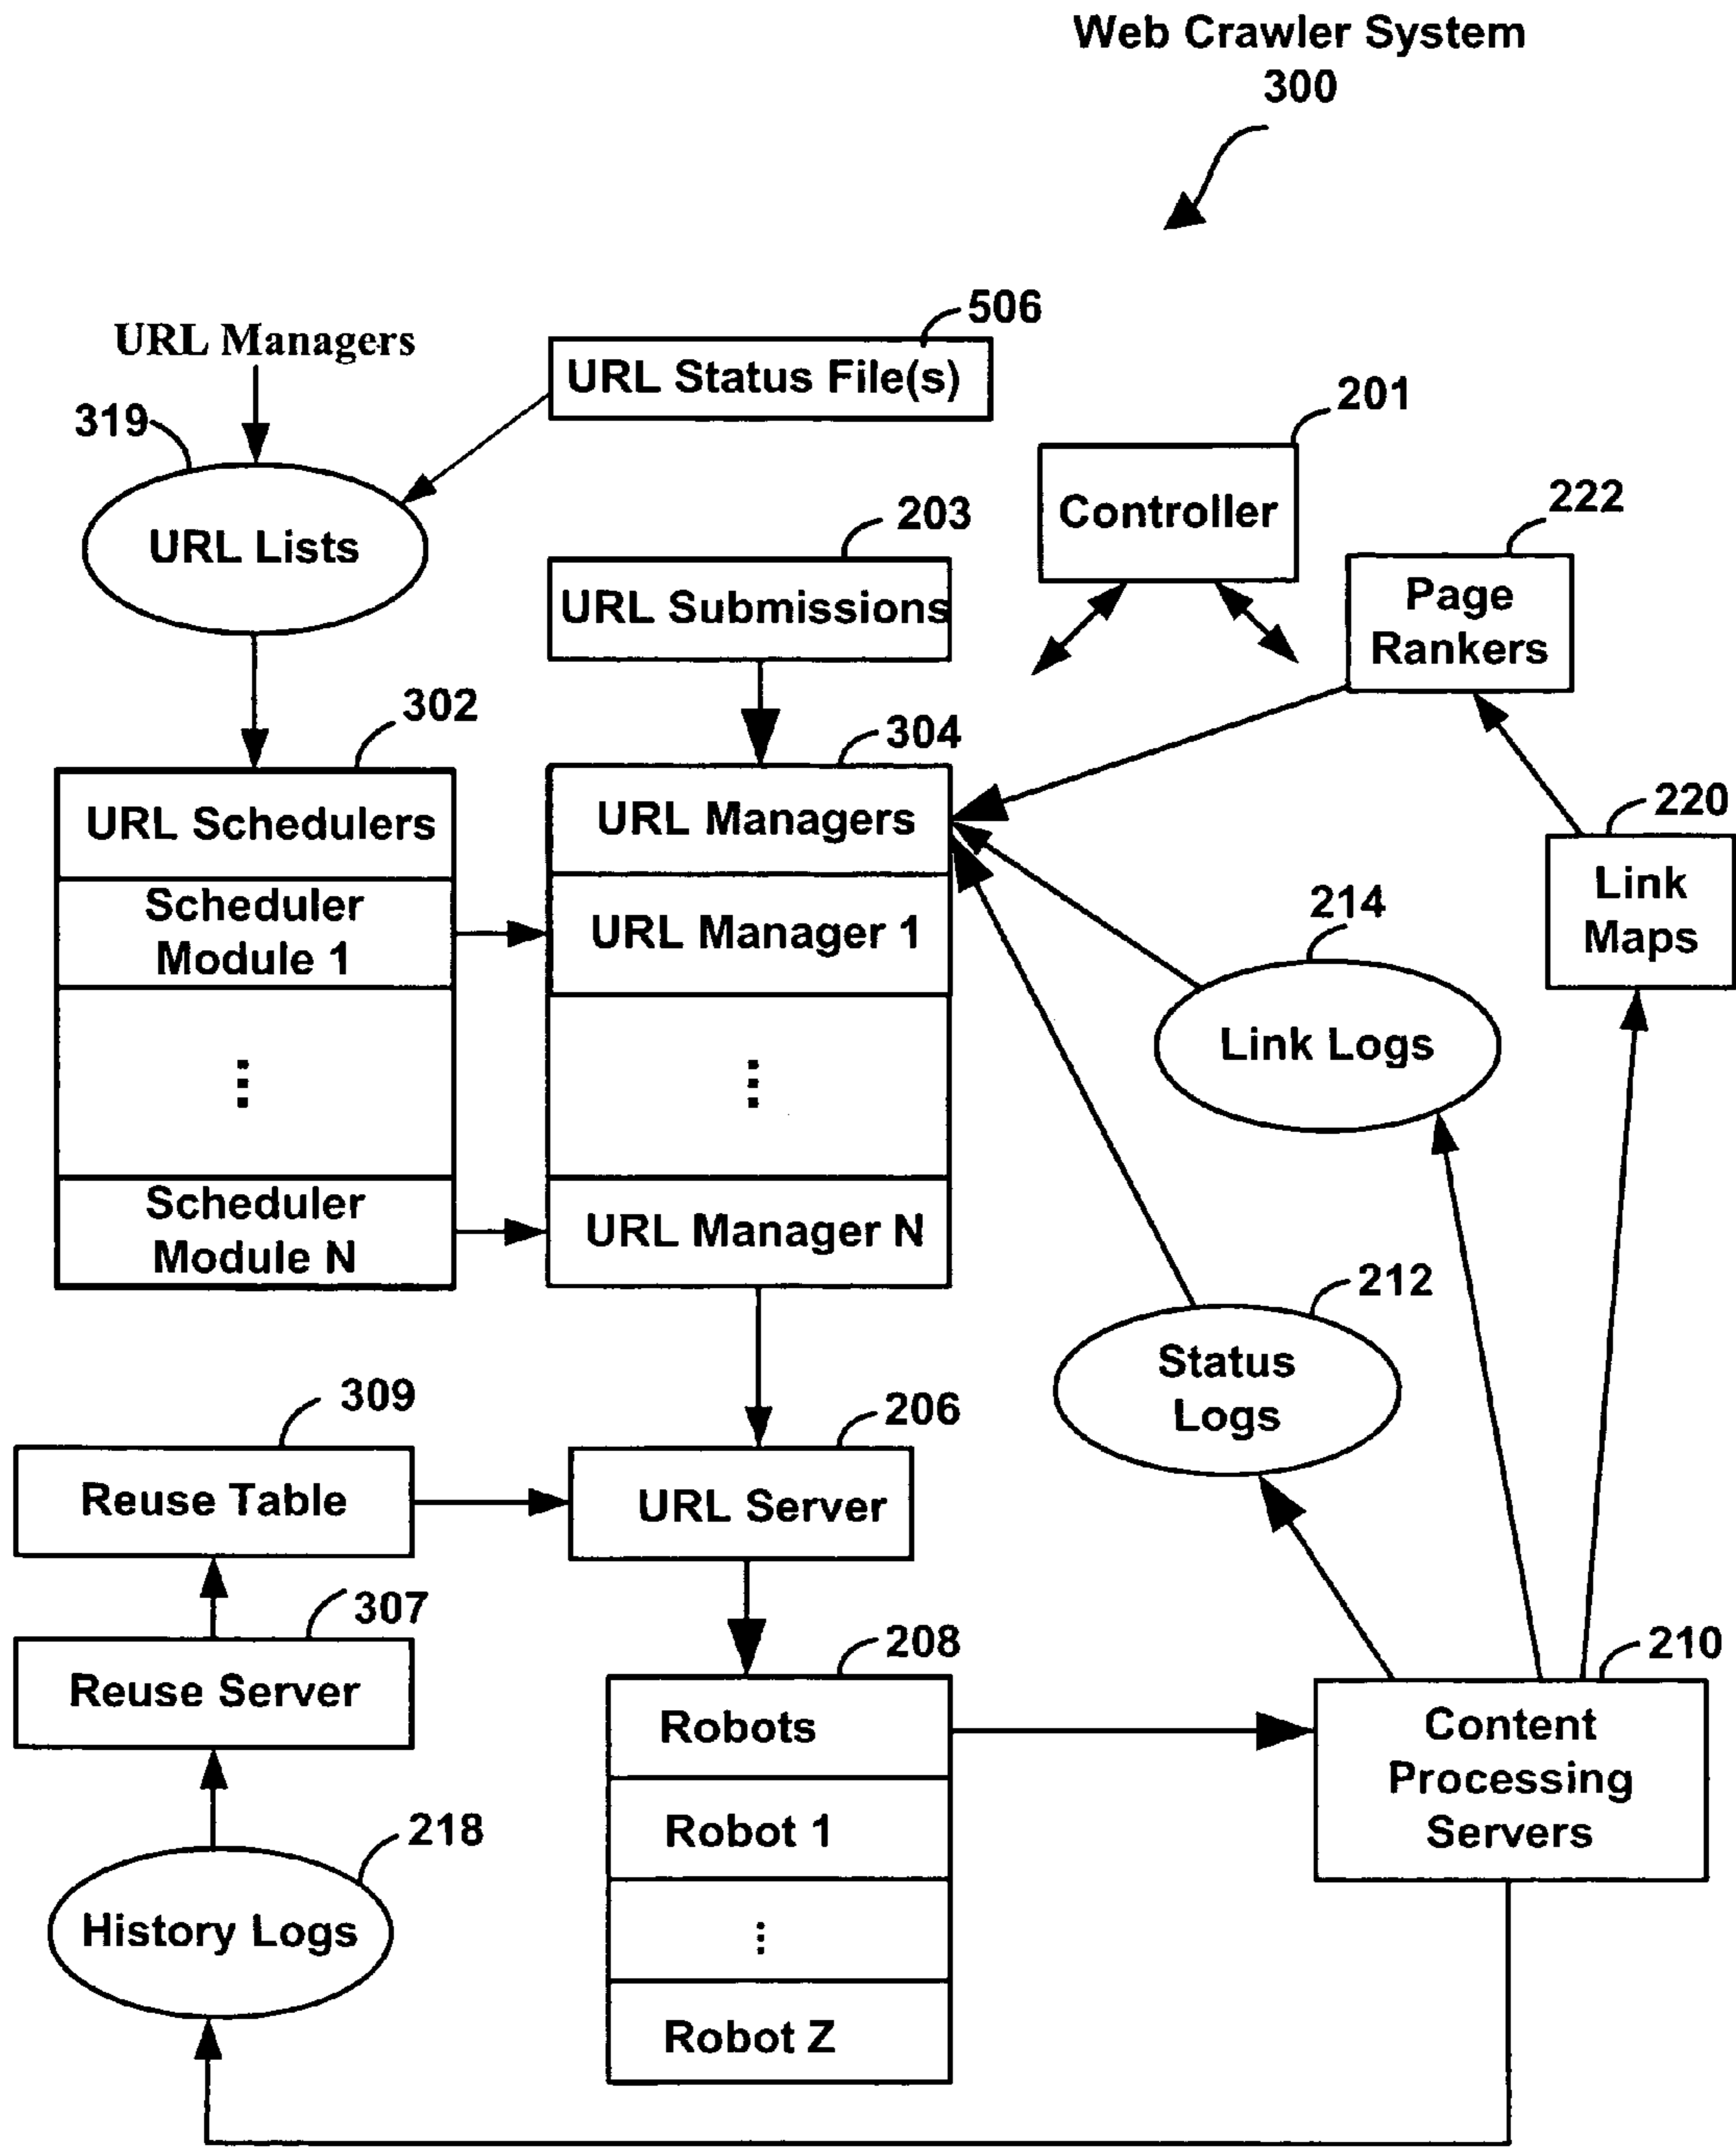 Web Crawler System
300
506
URL Managers
URL Status File(s)
201
319
Controller
222
203
URL Lists
Page
Rankers
URL Submissions
302
304
220
URL Schedulers
URL Managers
Link
Maps
Scheduler
Module 1
URL Manager 1
214
Link Logs
⋮
⋮
Scheduler
Module N
URL Manager N
212
Status
Logs
309
206
Reuse Table
URL Server
307
208
210
Reuse Server
Robots
Content
Processing
Servers
218
Robot 1
History Logs
⋮
Robot Z